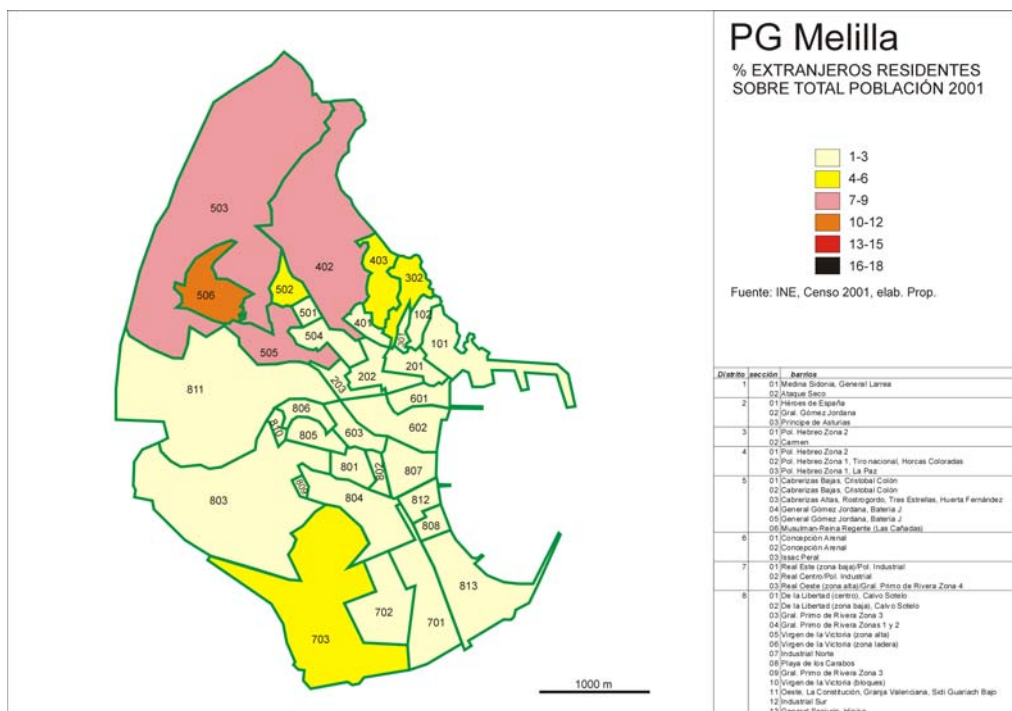 PG Melilla
% EXTRANJEROS RESIDENTES
SOBRE TOTAL POBLACIÓN 2001
1-3
4-6
7-9
10-12
13-15
16-18
Fuente: INE, Censo 2001, elab. Prop.
503
402
403
302
506
502
501
401
102
101
504
505
201
202
203
811
601
806
602
603
810
805
801
802
807
803
804
812
808
813
702
701
703
1000 m
Distrito sección barrios
1 01 Medina Sidonia, General Larrea
02 Ataque Seco
2 01 Héroes de España
02 Gral. Gómez Jordana
03 Príncipe de Asturias
3 01 Pol. Hebreo Zona 2
02 Carmen
4 01 Pol. Hebreo Zona 2
02 Pol. Hebreo Zona 1, Tiro nacional, Horcas Coloradas
03 Pol. Hebreo Zona 1, La Paz
5 01 Cabrerizas Bajas, Cristobal Colón
02 Cabrerizas Bajas, Cristobal Colón
03 Cabrerizas Altas, Rostrogordo, Tres Estrellas, Huerta Fernández
04 General Gómez Jordana, Batería J
05 General Gómez Jordana, Batería J
06 Musulman-Reina Regente (Las Cañadas)
6 01 Concepción Arenal
02 Concepción Arenal
03 Issac Peral
7 01 Real Este (zona baja)/Pol. Industrial
02 Real Centro/Pol. Industrial
03 Real Oeste (zona alta)/Gral. Primo de Rivera Zona 4
8 01 De la Libertad (centro), Calvo Sotelo
02 De la Libertad (zona baja), Calvo Sotelo
03 Gral. Primo de Rivera Zona 3
04 Gral. Primo de Rivera Zonas 1 y 2
05 Virgen de la Victoria (zona alta)
06 Virgen de la Victoria (zona ladera)
07 Industrial Norte
08 Playa de los Carabos
09 Gral. Primo de Rivera Zona 3
10 Virgen de la Victoria (bloques)
11 Oeste, La Constitución, Granja Valenciana, Sidi Guariach Bajo
12 Industrial Sur